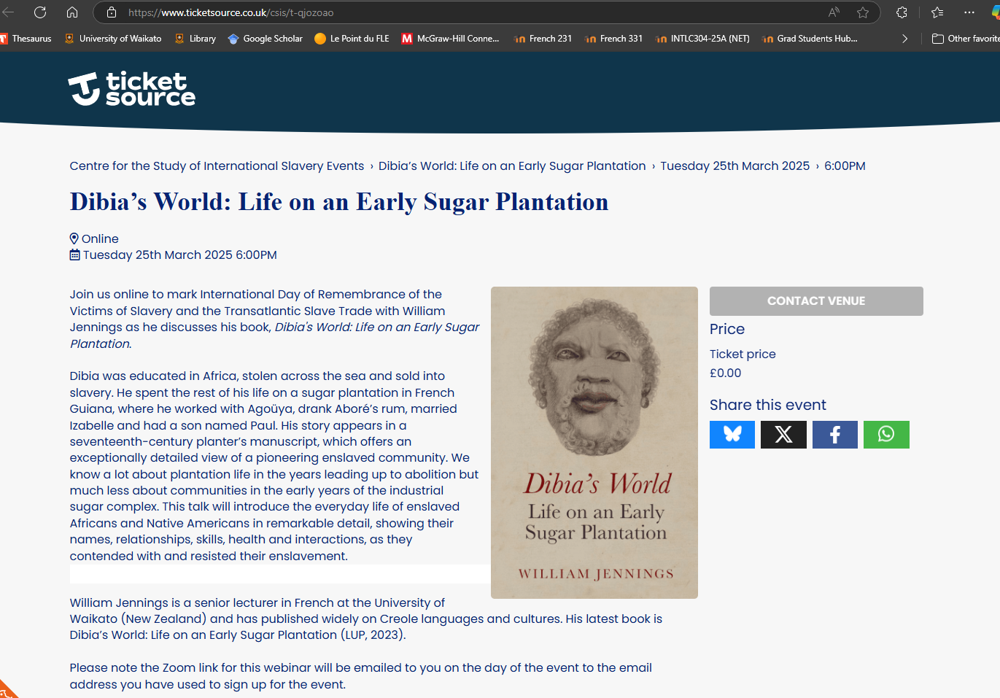 https://www.ticketsource.co.uk/csis/t-qjozoao
Thesaurus University of Waikato Library Google Scholar Le Point du FLE McGraw-Hill Conne... French 231 French 331 INTLC304-25A (NET) Grad Students Hub... Other favorite
ticket
source
Centre for the Study of International Slavery Events › Dibia’s World: Life on an Early Sugar Plantation › Tuesday 25th March 2025 › 6:00PM
Dibia’s World: Life on an Early Sugar Plantation
Online
Tuesday 25th March 2025 6:00PM
Join us online to mark International Day of Remembrance of the
Victims of Slavery and the Transatlantic Slave Trade with William
Jennings as he discusses his book, Dibia's World: Life on an Early Sugar
Plantation.
Dibia was educated in Africa, stolen across the sea and sold into
slavery. He spent the rest of his life on a sugar plantation in French
Guiana, where he worked with Agoüya, drank Aboré’s rum, married
Izabelle and had a son named Paul. His story appears in a
seventeenth-century planter’s manuscript, which offers an
exceptionally detailed view of a pioneering enslaved community. We
know a lot about plantation life in the years leading up to abolition but
much less about communities in the early years of the industrial
sugar complex. This talk will introduce the everyday life of enslaved
Africans and Native Americans in remarkable detail, showing their
names, relationships, skills, health and interactions, as they
contended with and resisted their enslavement.
William Jennings is a senior lecturer in French at the University of
Waikato (New Zealand) and has published widely on Creole languages and cultures. His latest book is
Dibia’s World: Life on an Early Sugar Plantation (LUP, 2023).
Please note the Zoom link for this webinar will be emailed to you on the day of the event to the email
address you have used to sign up for the event.
Dibia’s World
Life on an Early
Sugar Plantation
WILLIAM JENNINGS
CONTACT VENUE
Price
Ticket price
£0.00
Share this event